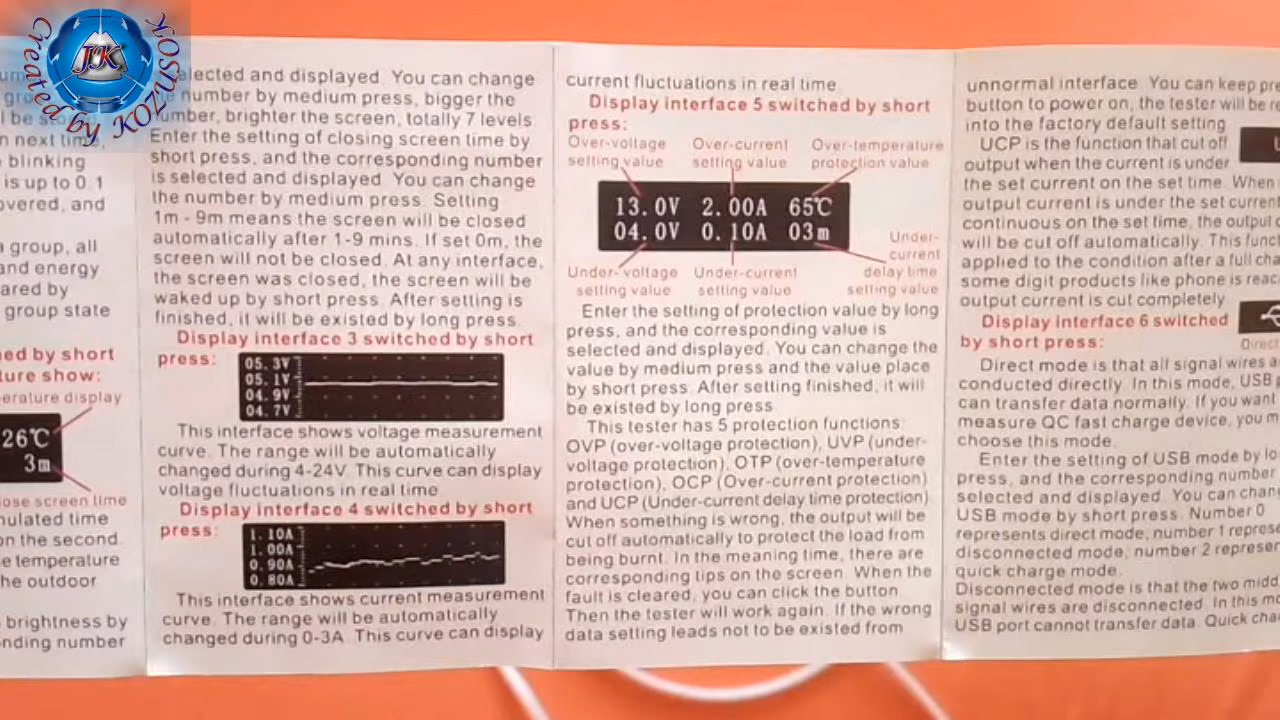 Created by KOZUSOK
JK
n next time,
blinking
is up to 0.1
overed, and
a group, all
and energy
ared by
group state
ed by short
ture show:
erature display
26℃
3m
ose screen time
ulated time
on the second.
e temperature
he outdoor
brightness by
nding number
elected and displayed. You can change
number by medium press, bigger the
umber, brighter the screen, totally 7 levels.
Enter the setting of closing screen time by
short press, and the corresponding number
is selected and displayed. You can change
the number by medium press. Setting
1m - 9m means the screen will be closed
automatically after 1-9 mins. If set 0m, the
screen will not be closed. At any interface,
the screen was closed, the screen will be
waked up by short press. After setting is
finished, it will be existed by long press.
Display interface 3 switched by short
press:
05.3V
05.1V
04.9V
04.7V
This interface shows voltage measurement
curve. The range will be automatically
changed during 4-24V. This curve can display
voltage fluctuations in real time.
Display interface 4 switched by short
press:
1.10A
1.00A
0.90A
0.80A
This interface shows current measurement
curve. The range will be automatically
changed during 0-3A. This curve can display
current fluctuations in real time.
Display interface 5 switched by short
press:
Over-voltage setting value
Over-current setting value
Over-temperature protection value
13.0V 2.00A 65℃
04.0V 0.10A 03m
Under-voltage setting value
Under-current setting value
Under-current delay time setting value
Enter the setting of protection value by long
press, and the corresponding value is
selected and displayed. You can change the
value by medium press and the value place
by short press. After setting finished, it will
be existed by long press.
This tester has 5 protection functions:
OVP (over-voltage protection), UVP (under-
voltage protection), OTP (over-temperature
protection), OCP (Over-current protection)
and UCP (Under-current delay time protection).
When something is wrong, the output will be
cut off automatically to protect the load from
being burnt. In the meaning time, there are
corresponding tips on the screen. When the
fault is cleared, you can click the button.
Then the tester will work again. If the wrong
data setting leads not to be existed from
unnormal interface. You can keep pre
button to power on, the tester will be re
into the factory default setting.
UCP is the function that cut off
output when the current is under
the set current on the set time. When
output current is under the set current
continuous on the set time, the output c
will be cut off automatically. This funct
applied to the condition after a full cha
some digit products like phone is reac
output current is cut completely.
Display interface 6 switched
by short press:
Direct
Direct mode is that all signal wires a
conducted directly. In this mode, USB p
can transfer data normally. If you want
measure QC fast charge device, you m
choose this mode.
Enter the setting of USB mode by lo
press, and the corresponding number
selected and displayed. You can chan
USB mode by short press. Number 0
represents direct mode, number 1 represe
disconnected mode, number 2 represen
quick charge mode.
Disconnected mode is that the two midd
signal wires are disconnected. In this mo
USB port cannot transfer data. Quick cha